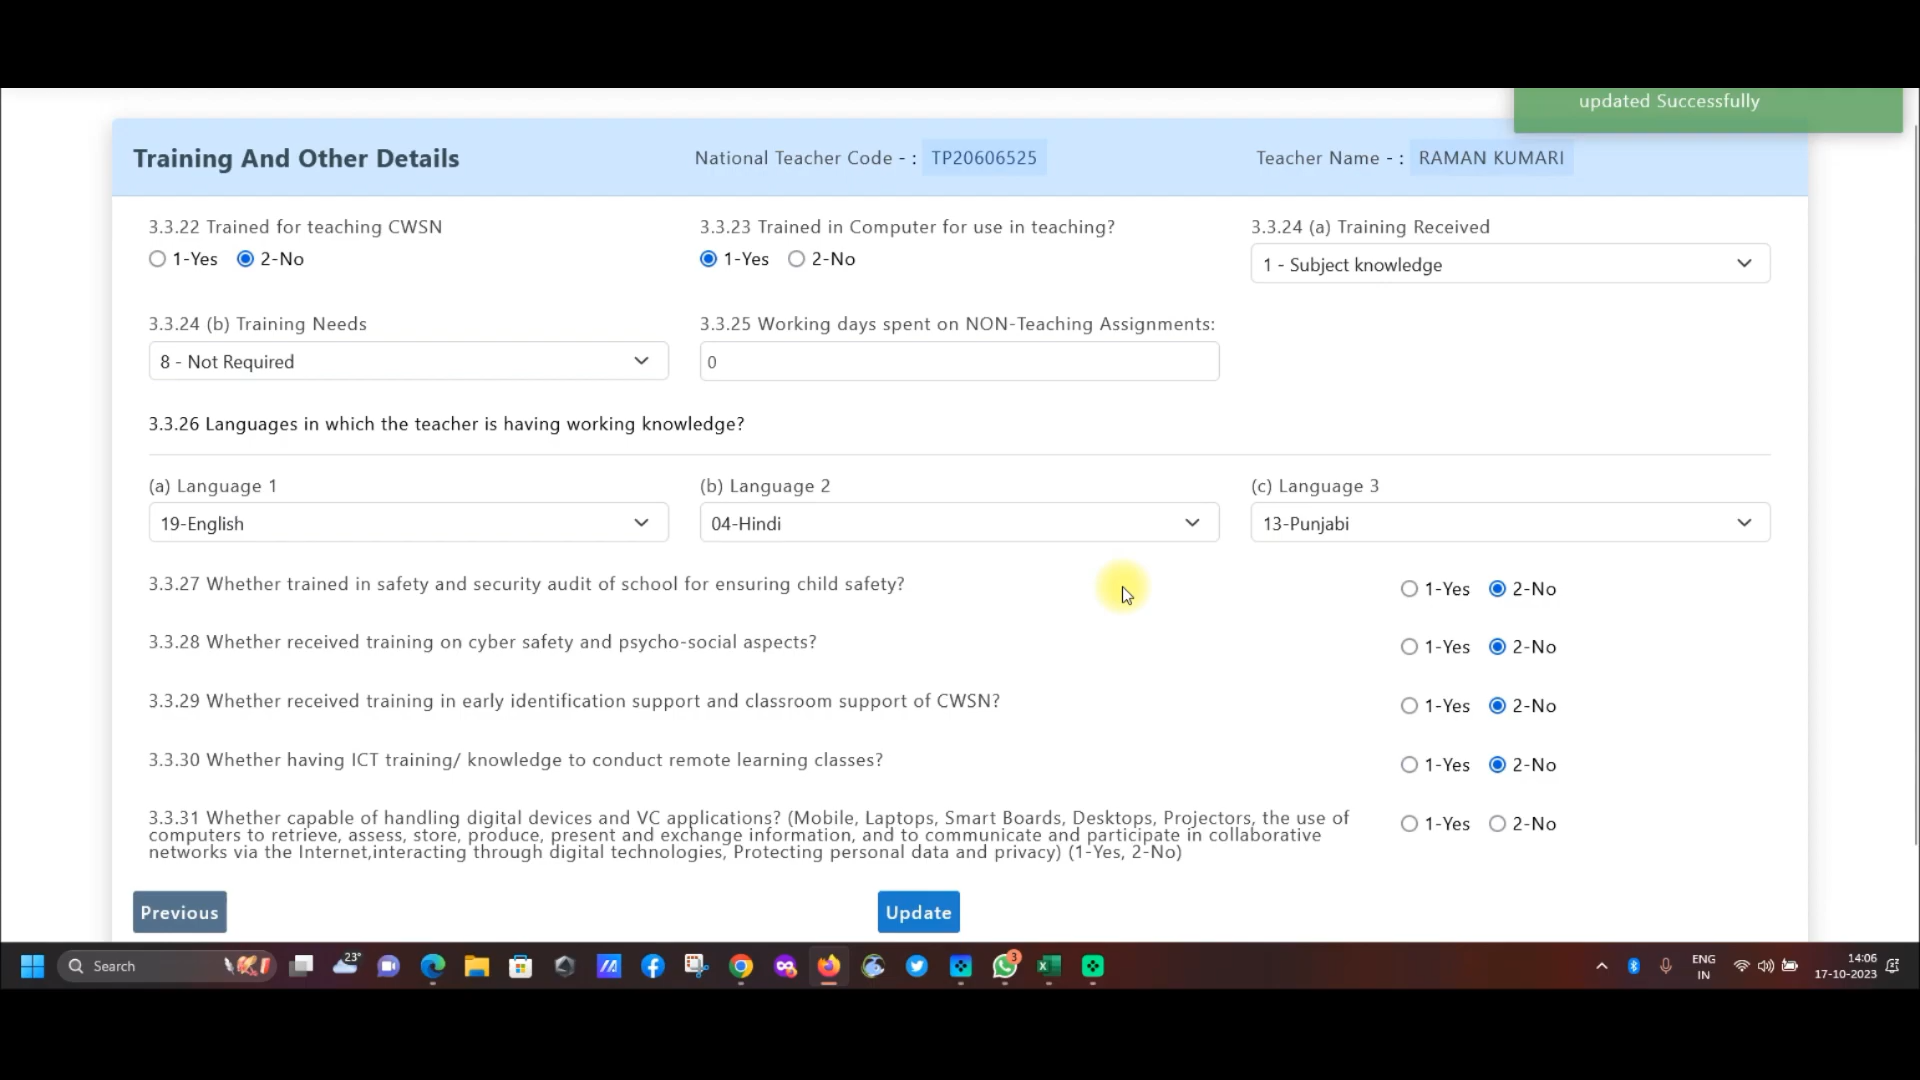 updated Successfully
Training And Other Details National Teacher Code - : TP20606525 Teacher Name - : RAMAN KUMARI
3.3.22 Trained for teaching CWSN 3.3.23 Trained in Computer for use in teaching? 3.3.24 (a) Training Received
1-Yes 2-No 1-Yes 2-No 1 - Subject knowledge
3.3.24 (b) Training Needs 3.3.25 Working days spent on NON-Teaching Assignments:
8 - Not Required 0
3.3.26 Languages in which the teacher is having working knowledge?
(a) Language 1 (b) Language 2 (c) Language 3
19-English 04-Hindi 13-Punjabi
3.3.27 Whether trained in safety and security audit of school for ensuring child safety? 1-Yes 2-No
3.3.28 Whether received training on cyber safety and psycho-social aspects? 1-Yes 2-No
3.3.29 Whether received training in early identification support and classroom support of CWSN? 1-Yes 2-No
3.3.30 Whether having ICT training/ knowledge to conduct remote learning classes? 1-Yes 2-No
3.3.31 Whether capable of handling digital devices and VC applications? (Mobile, Laptops, Smart Boards, Desktops, Projectors, the use of 1-Yes 2-No
computers to retrieve, assess, store, produce, present and exchange information, and to communicate and participate in collaborative
networks via the Internet,interacting through digital technologies, Protecting personal data and privacy) (1-Yes, 2-No)
Previous Update
Search 23° 3 ENG 14:06
IN 17-10-2023